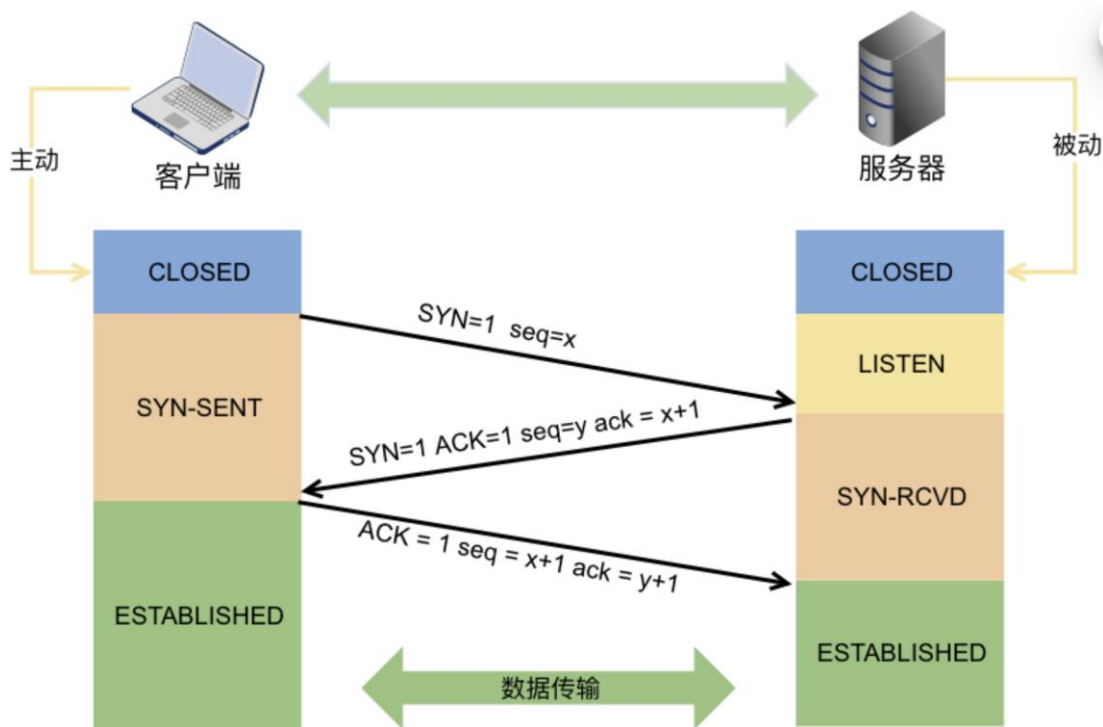 主动
客户端
服务器
被动
CLOSED
CLOSED
SYN=1  seq=x
LISTEN
SYN-SENT
SYN=1 ACK=1 seq=y ack = x+1
SYN-RCVD
ACK = 1 seq = x+1 ack = y+1
ESTABLISHED
ESTABLISHED
数据传输